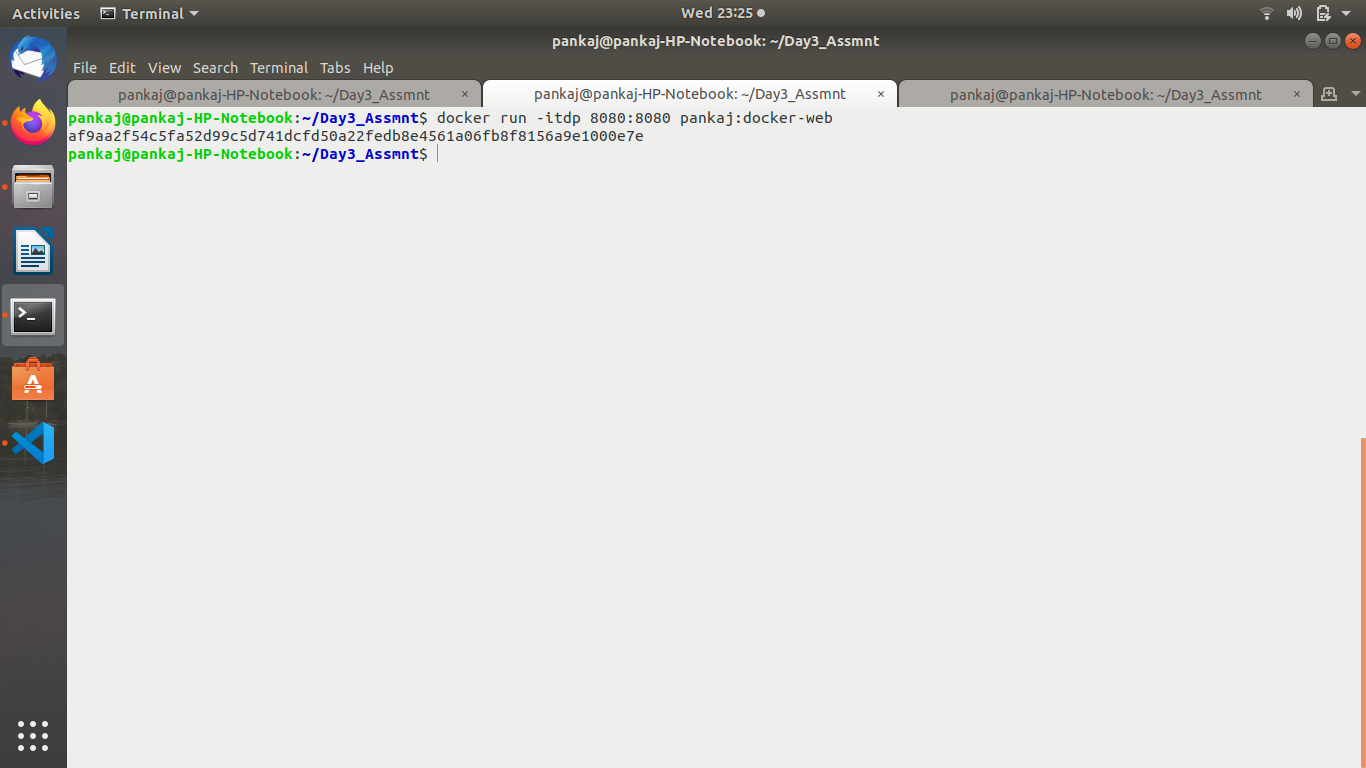 Activities Terminal Wed 23:25
pankaj@pankaj-HP-Notebook: ~/Day3_Assmnt
File Edit View Search Terminal Tabs Help
pankaj@pankaj-HP-Notebook: ~/Day3_Assmnt × pankaj@pankaj-HP-Notebook: ~/Day3_Assmnt × pankaj@pankaj-HP-Notebook: ~/Day3_Assmnt ×
pankaj@pankaj-HP-Notebook:~/Day3_Assmnt$ docker run -itdp 8080:8080 pankaj:docker-web
af9aa2f54c5fa52d99c5d741dcfd50a22fedb8e4561a06fb8f8156a9e1000e7e
pankaj@pankaj-HP-Notebook:~/Day3_Assmnt$